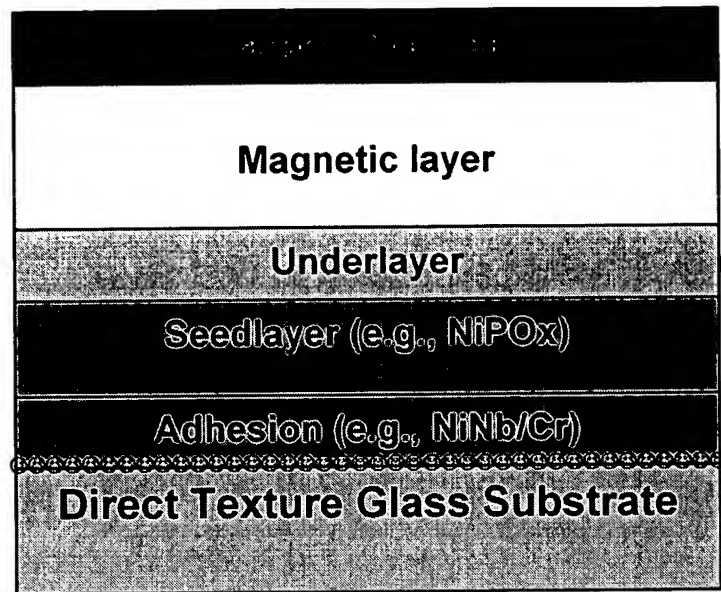 Magnetic layer
Underlayer
Seedlayer (e.g., NiPOx)
Adhesion (e.g., NiNb/Cr)
Direct Texture Glass Substrate